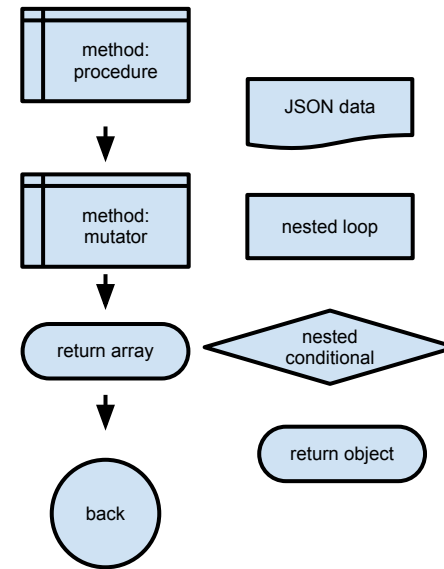 method:
procedure
method:
mutator
return array
back
JSON data
nested loop
nested
conditional
return object